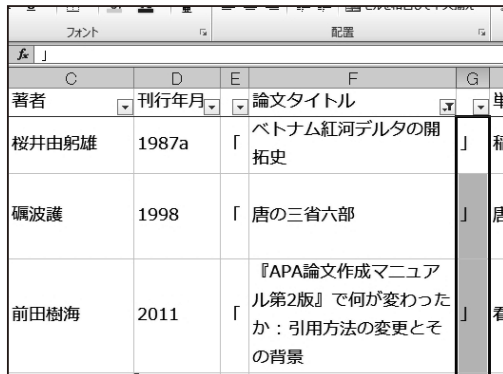 フォント 配置
fx 」
C D E F G
著者 刊行年月 論文タイトル
桜井由躬雄 1987a 「 ベトナム紅河デルタの開
拓史 」
礪波護 1998 「 唐の三省六部 」
前田樹海 2011 「 『APA論文作成マニュア
ル第2版』で何が変わった
か：引用方法の変更とそ
の背景 」